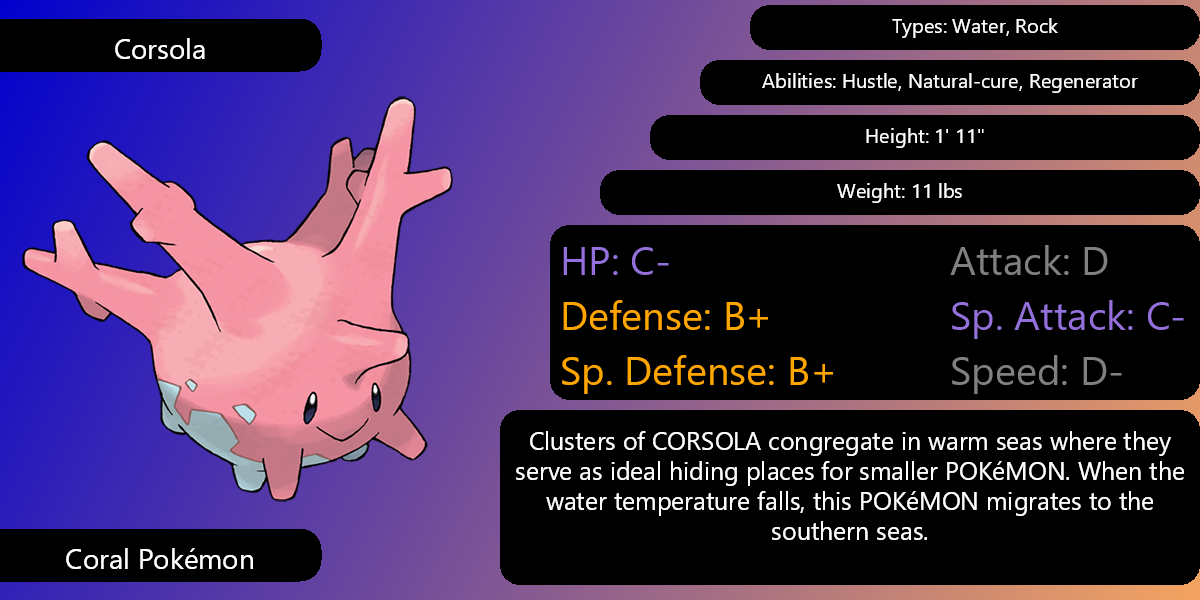 Corsola
Types: Water, Rock
Abilities: Hustle, Natural-cure, Regenerator
Height: 1' 11"
Weight: 11 lbs
HP: C-
Attack: D
Defense: B+
Sp. Attack: C-
Sp. Defense: B+
Speed: D-
Clusters of CORSOLA congregate in warm seas where they
serve as ideal hiding places for smaller POKéMON. When the
water temperature falls, this POKéMON migrates to the
southern seas.
Coral Pokémon